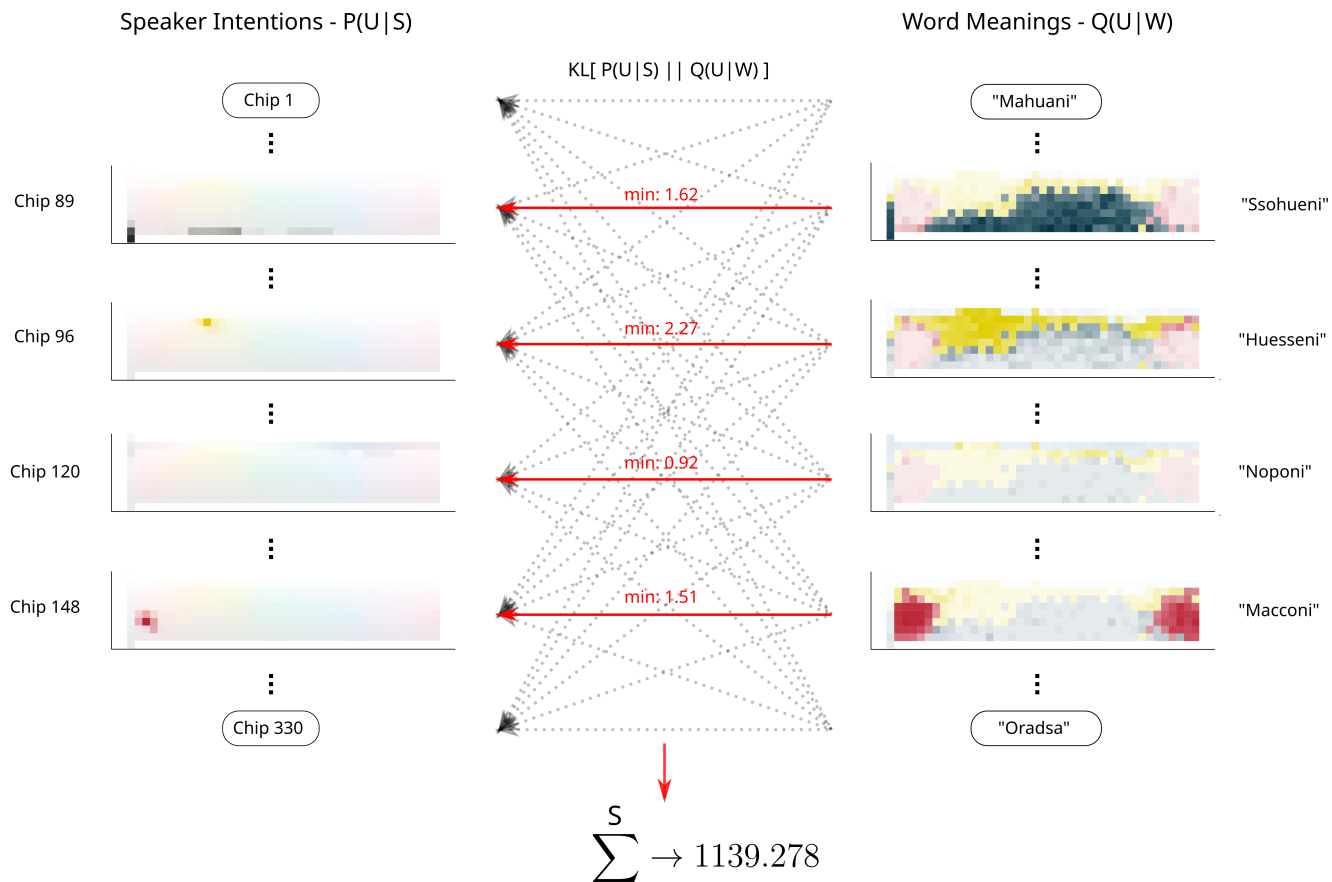 Speaker Intentions - P(U|S)
Word Meanings - Q(U|W)
KL[ P(U|S) || Q(U|W) ]
Chip 1
"Mahuani"
Chip 89
min: 1.62
"Ssohueni"
Chip 96
min: 2.27
"Huesseni"
Chip 120
min: 0.92
"Noponi"
Chip 148
min: 1.51
"Macconi"
Chip 330
"Oradsa"
S
∑ → 1139.278